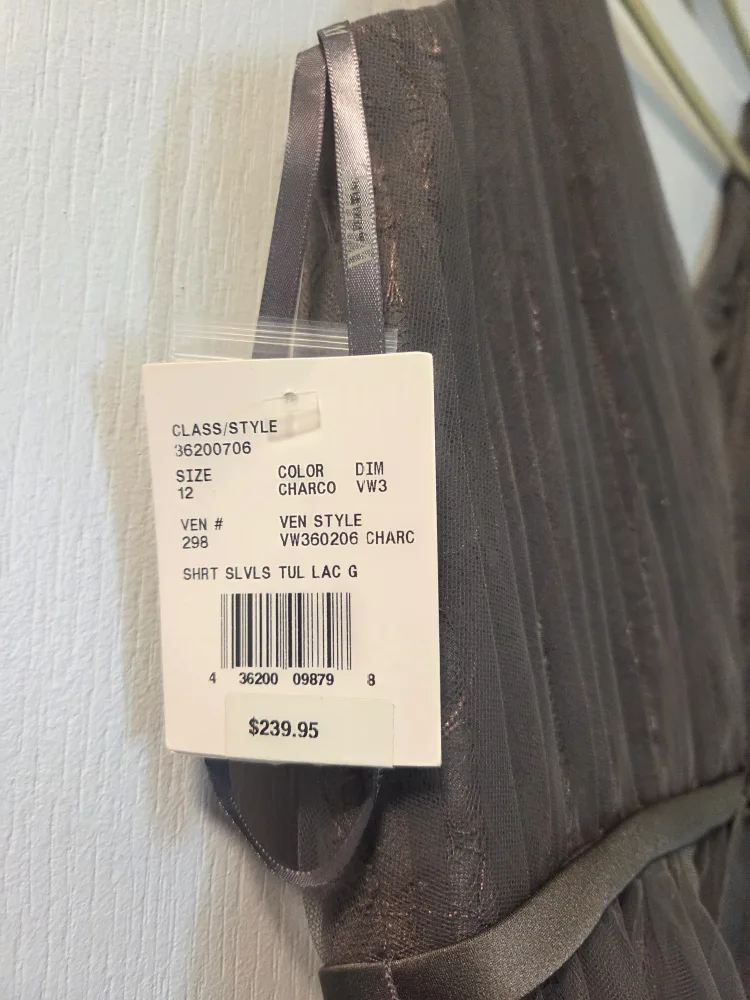 CLASS/STYLE
36200706
SIZE COLOR DIM
12 CHARCO VW3
VEN # VEN STYLE
298 VW360206 CHARC
SHRT SLVLS TUL LAC G
4 36200 09879 8
$239.95